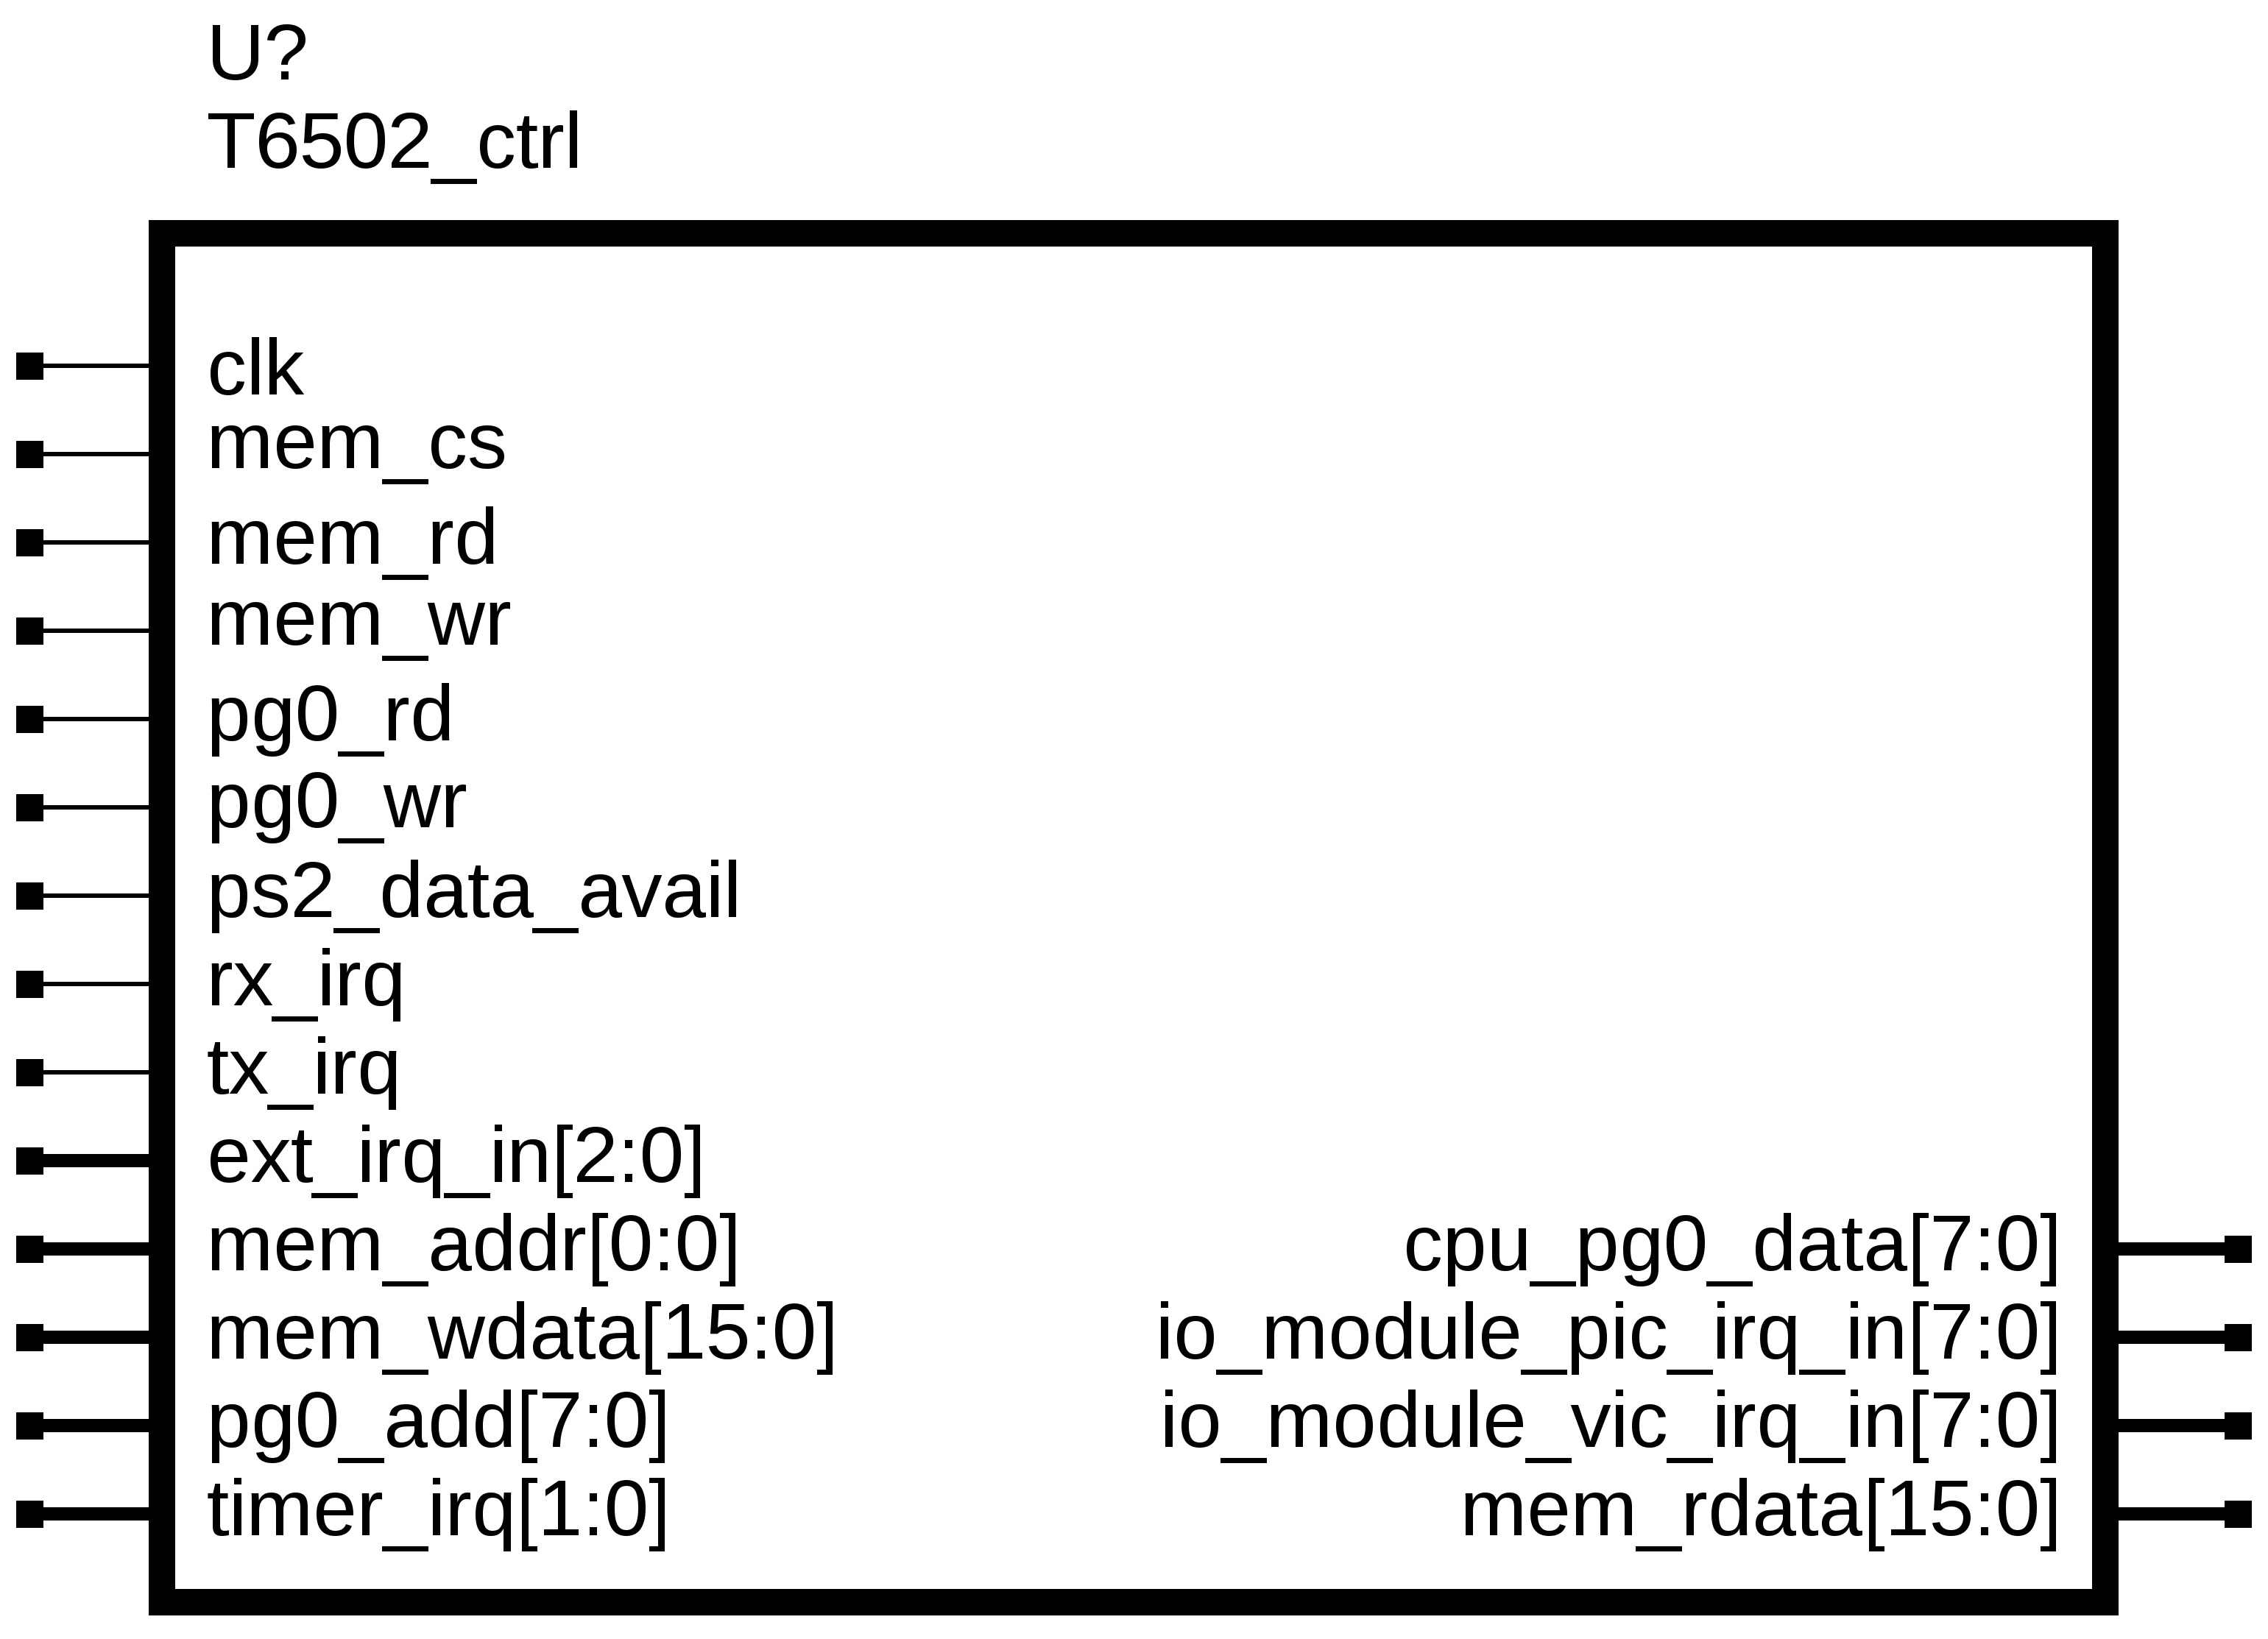 U?
T6502_ctrl
clk
mem_cs
mem_rd
mem_wr
pg0_rd
pg0_wr
ps2_data_avail
rx_irq
tx_irq
ext_irq_in[2:0]
mem_addr[0:0]
mem_wdata[15:0]
pg0_add[7:0]
timer_irq[1:0]
cpu_pg0_data[7:0]
io_module_pic_irq_in[7:0]
io_module_vic_irq_in[7:0]
mem_rdata[15:0]